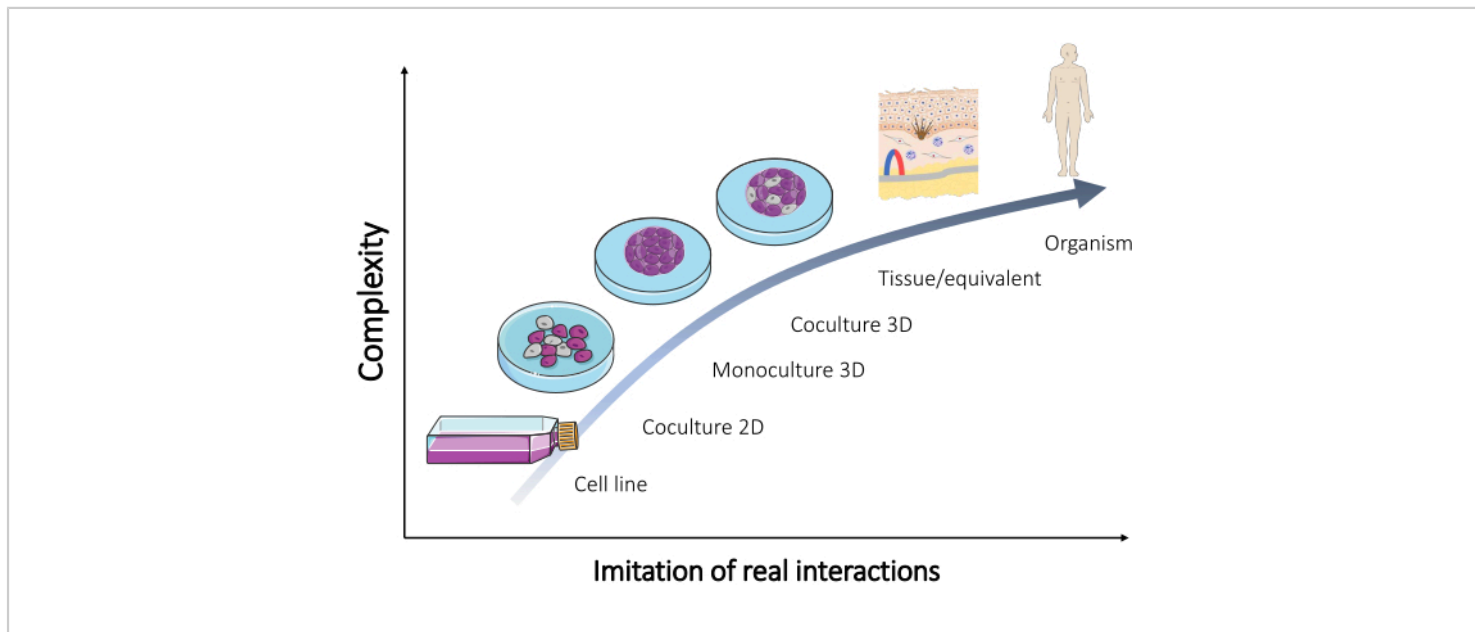 Complexity
Organism
Tissue/equivalent
Coculture 3D
Monoculture 3D
Coculture 2D
Cell line
Imitation of real interactions